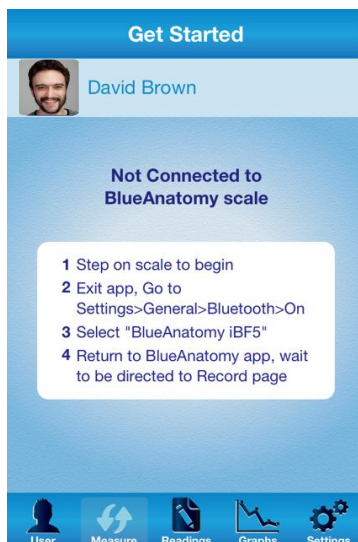 Get Started
David Brown
Not Connected to
BlueAnatomy scale
1 Step on scale to begin
2 Exit app, Go to
Settings>General>Bluetooth>On
3 Select "BlueAnatomy iBF5"
4 Return to BlueAnatomy app, wait
to be directed to Record page
User Measure Readings Graphs Settings